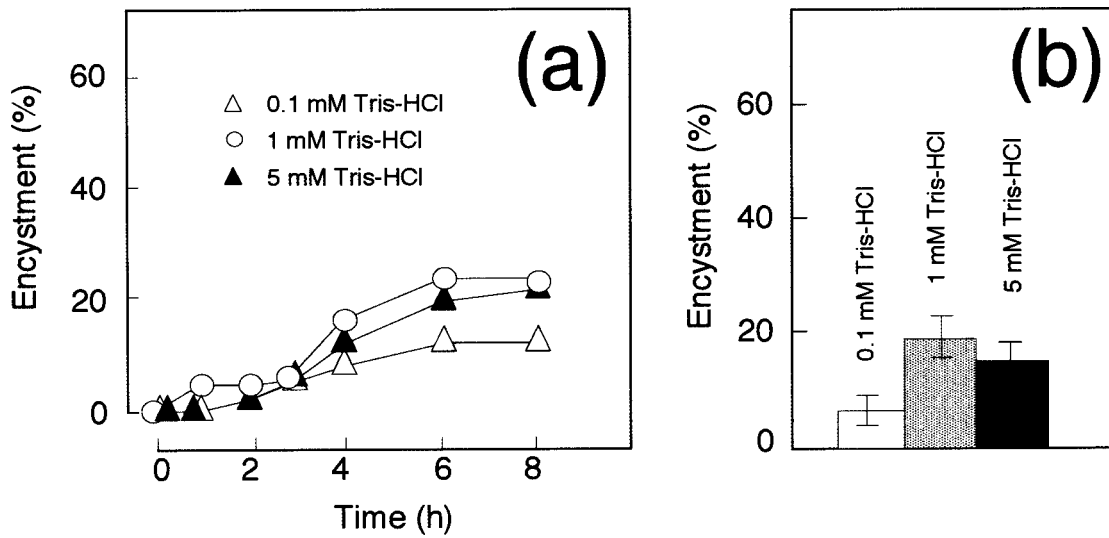 (a)
Encystment (%)
60
40
20
0
0.1 mM Tris-HCl
1 mM Tris-HCl
5 mM Tris-HCl
0 2 4 6 8
Time (h)
(b)
Encystment (%)
60
40
20
0
0.1 mM Tris-HCl
1 mM Tris-HCl
5 mM Tris-HCl